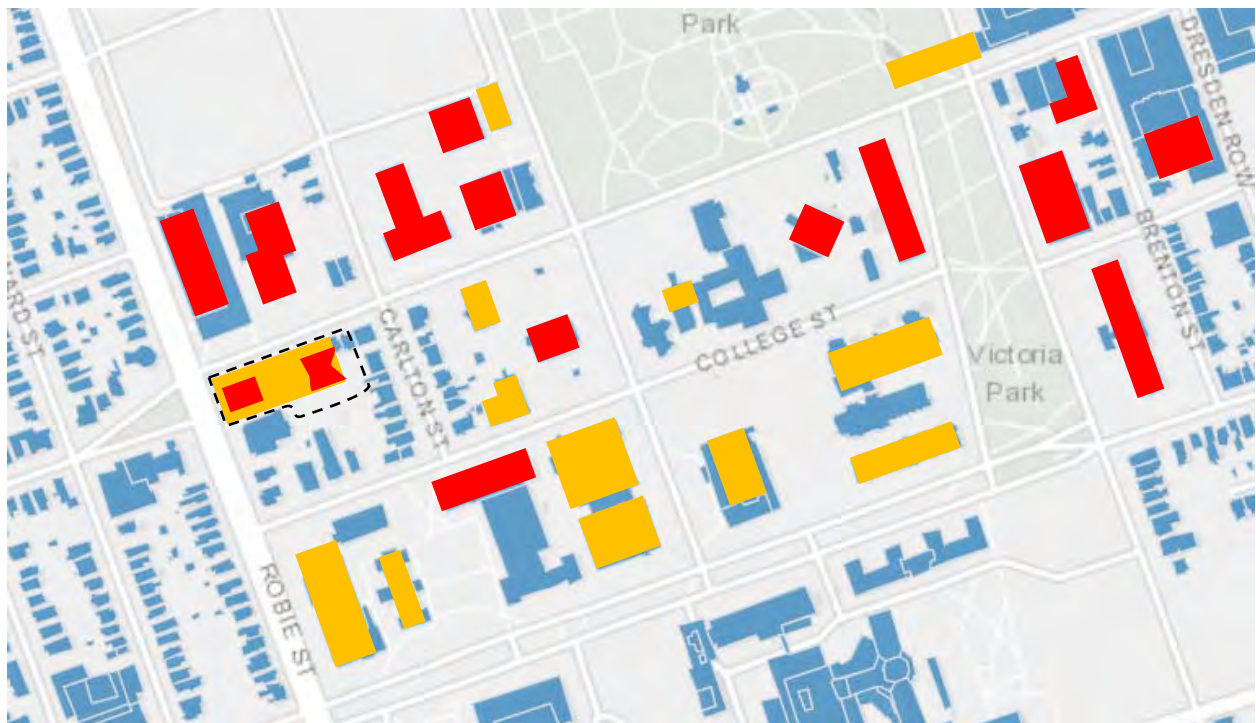 Park
DRESDEN ROW
BRENTON ST
CARLTON ST
COLLEGE ST
Victoria
Park
ROBIE ST